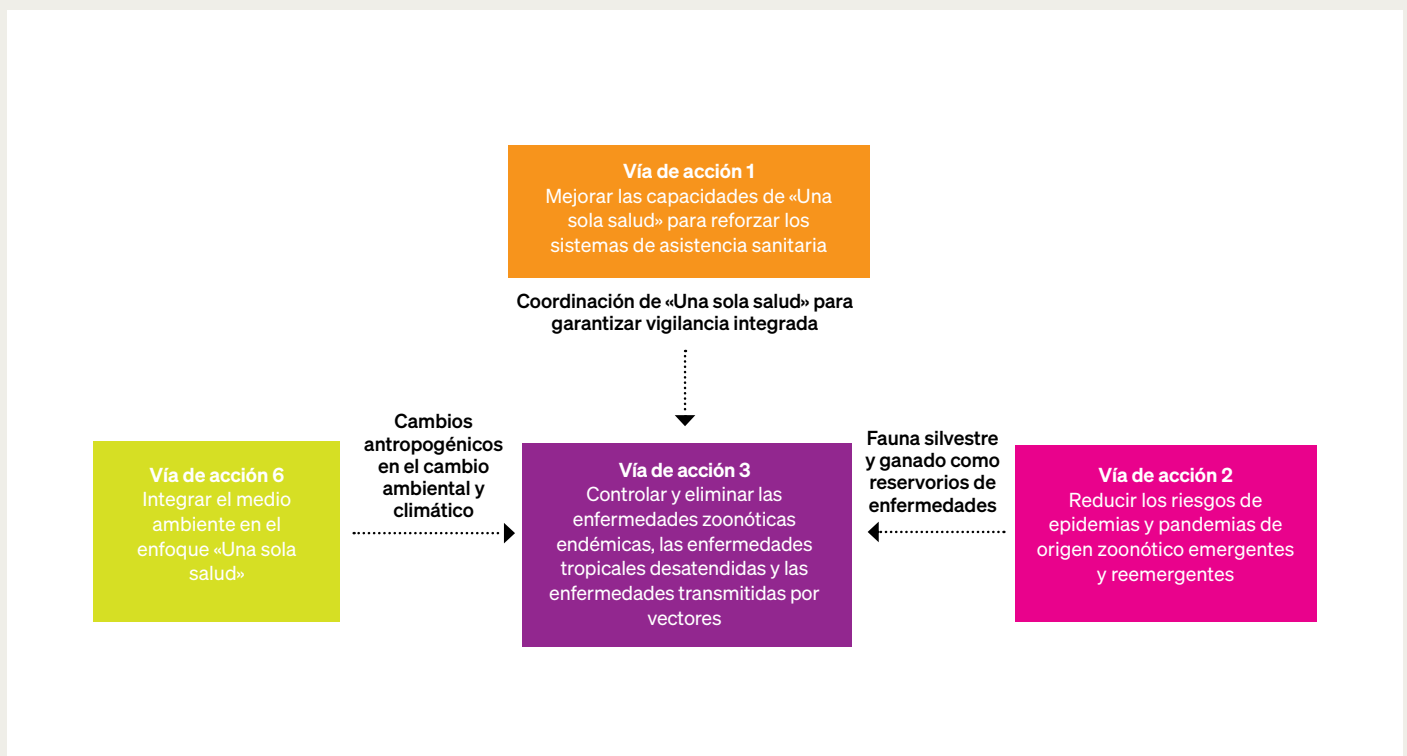 Vía de acción 1
Mejorar las capacidades de «Una
sola salud» para reforzar los
sistemas de asistencia sanitaria
Coordinación de «Una sola salud» para
garantizar vigilancia integrada
Vía de acción 6
Integrar el medio
ambiente en el
enfoque «Una sola
salud»
Cambios
antropogénicos
en el cambio
ambiental y
climático
Vía de acción 3
Controlar y eliminar las
enfermedades zoonóticas
endémicas, las enfermedades
tropicales desatendidas y las
enfermedades transmitidas por
vectores
Fauna silvestre
y ganado como
reservorios de
enfermedades
Vía de acción 2
Reducir los riesgos de
epidemias y pandemias de
origen zoonótico emergentes
y reemergentes